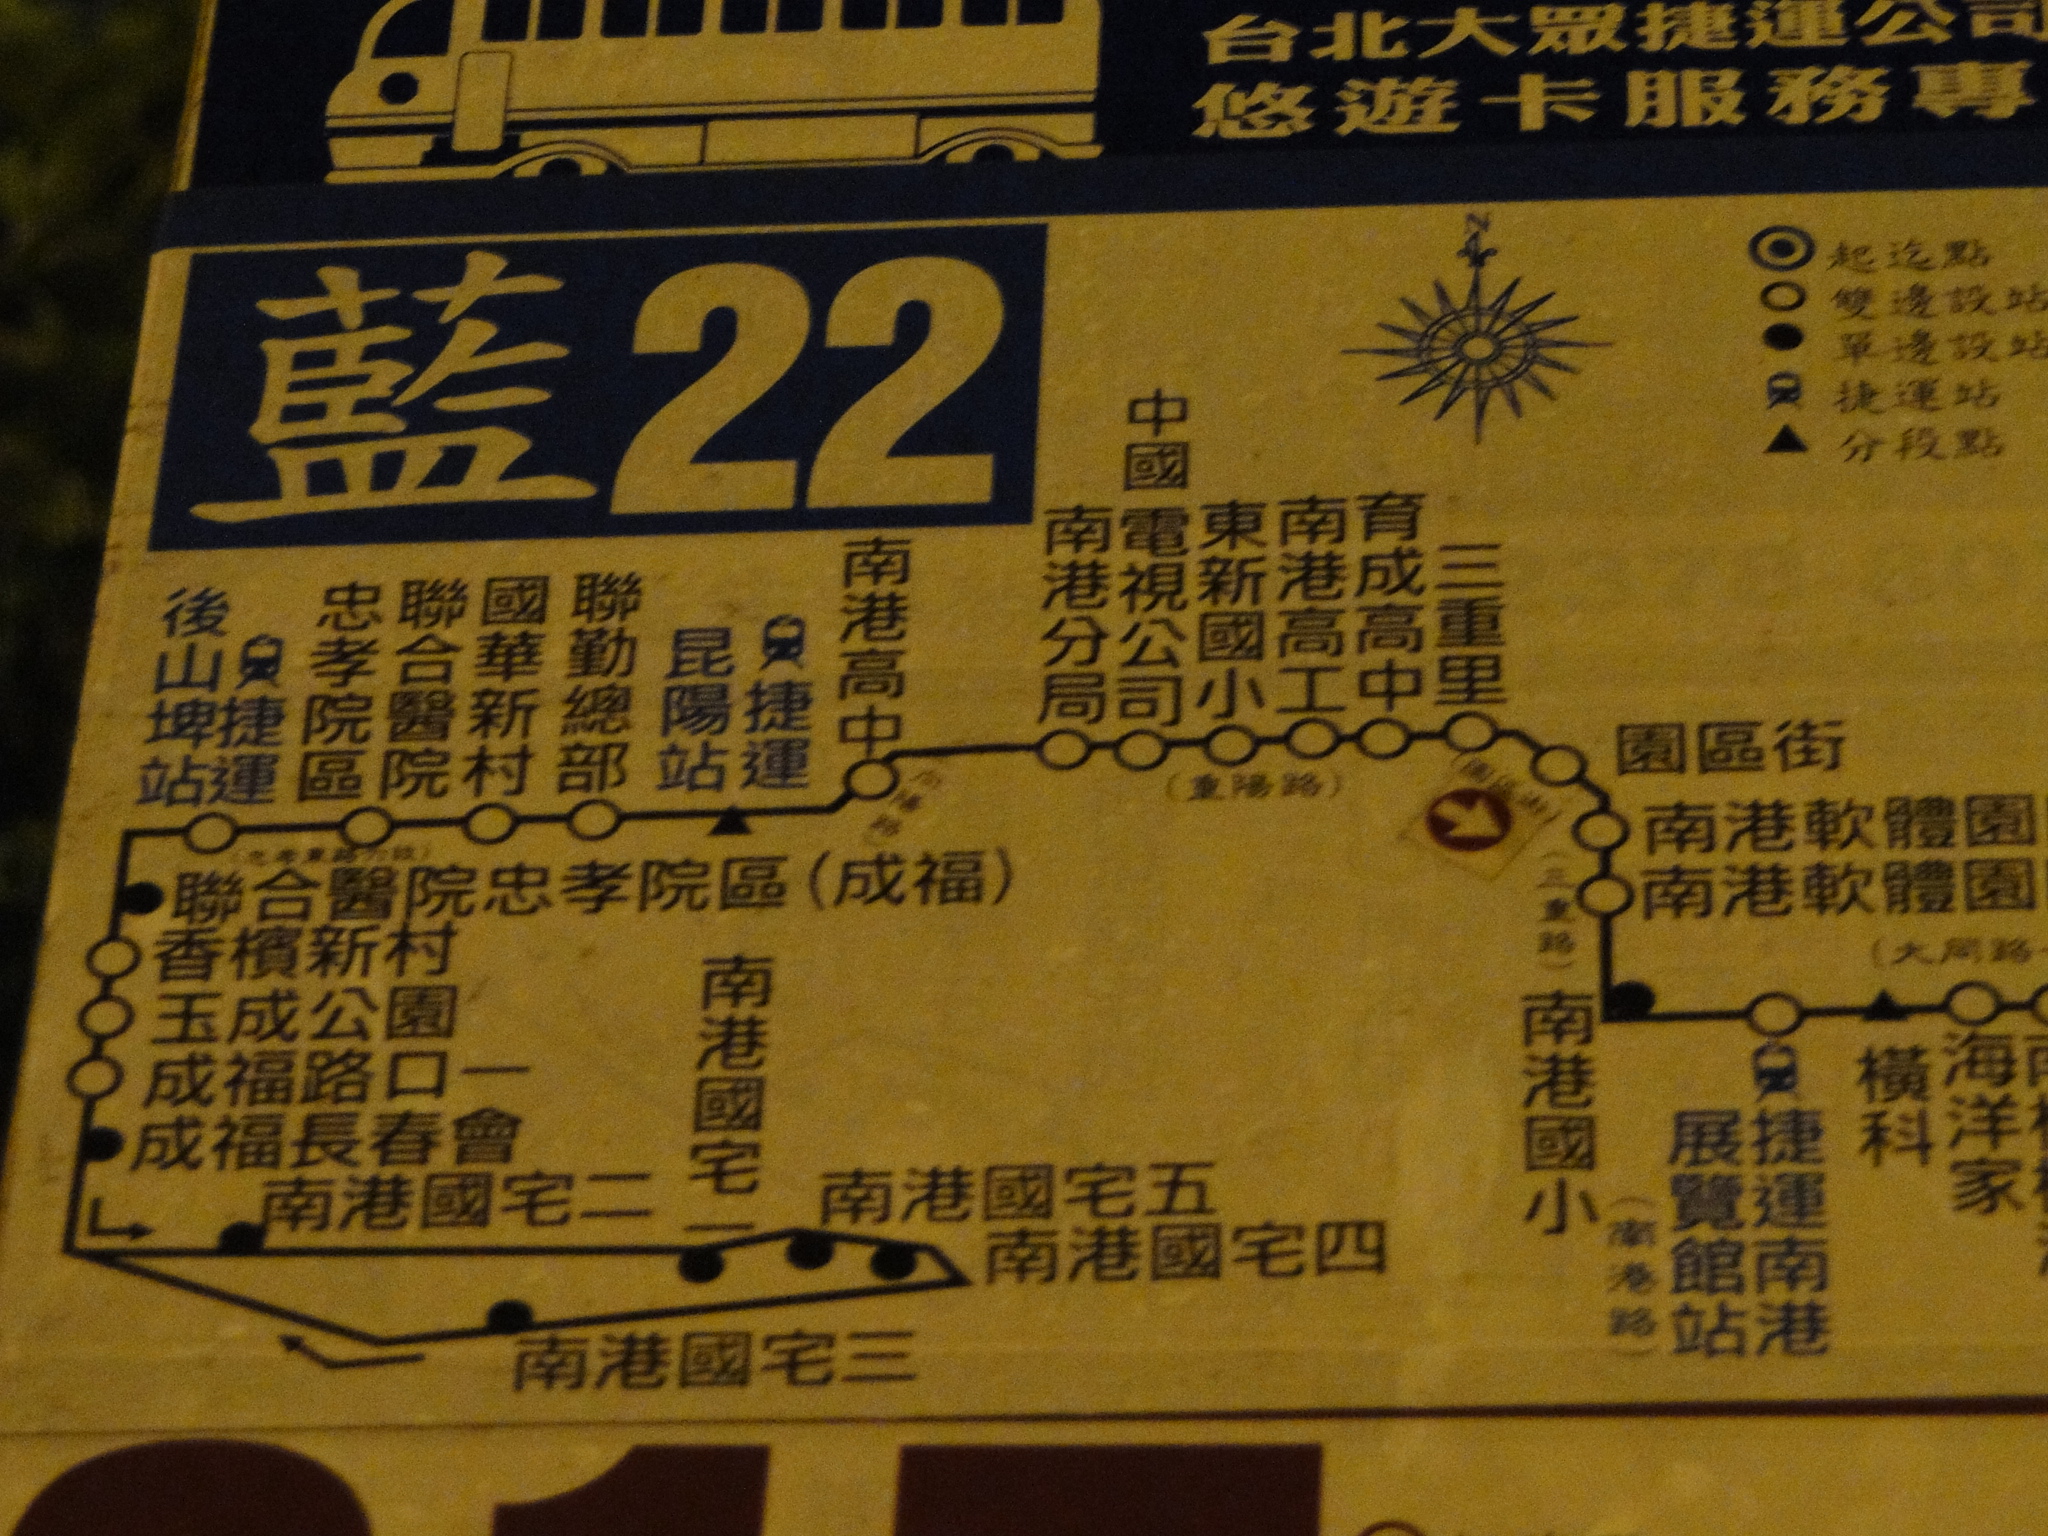 台北大眾捷運公司
悠遊卡服務專
藍22
N
起迄點
雙邊設站
單邊設站
捷運站
分段點
捷運後山埤站
忠孝院區
聯合醫院
國華新村
聯勤總部
捷運昆陽站
南港高中
南港分局
中國電視公司
東新國小
南港高工
育成高中
三重里
園區街
南港軟體園
南港軟體園
(重陽路)
(三重路)
(忠孝東路六段)
聯合醫院忠孝院區(成福)
香檳新村
玉成公園
成福路口一
成福長春會
南港國宅二
南港國宅一
南港國宅五
南港國宅四
南港國宅三
南港國小
(南港路)
捷運南港展覽館站
橫科
海洋家